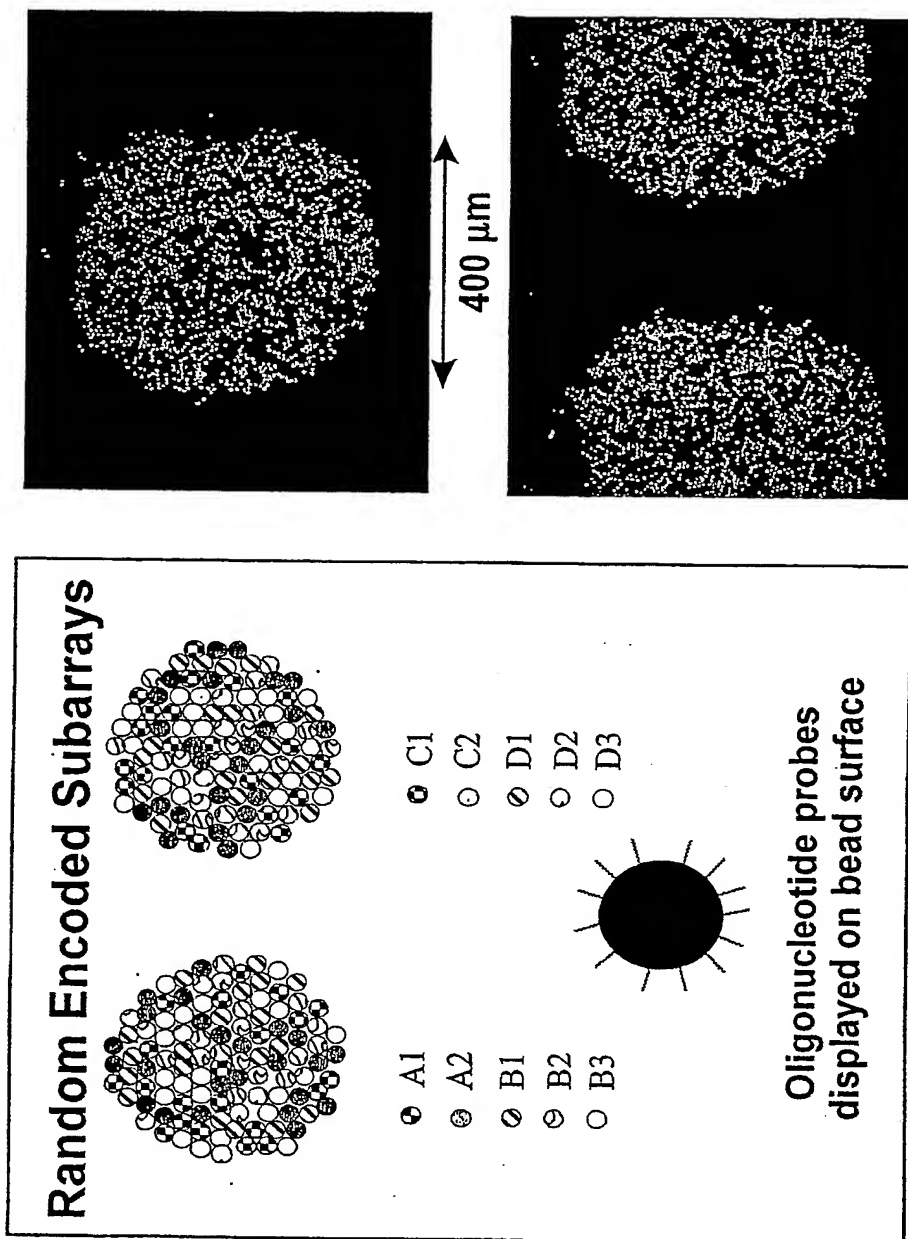 Random Encoded Subarrays
A1
A2
B1
B2
B3
C1
C2
D1
D2
D3
Oligonucleotide probes
displayed on bead surface
400 µm